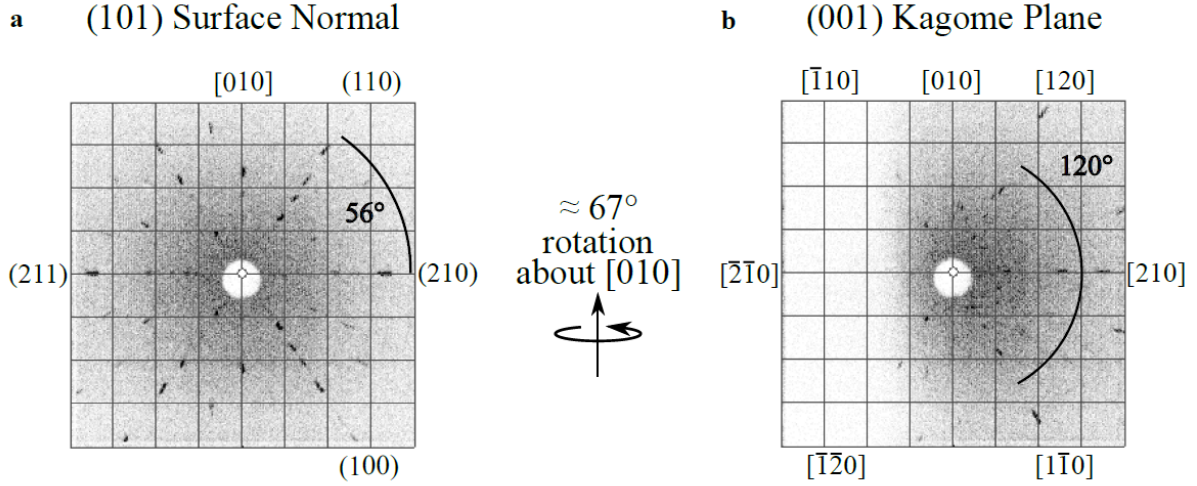 a (101) Surface Normal
[010] (110)
56°
(211) (210)
(100)
≈ 67°
rotation
about [010]
b (001) Kagome Plane
[1̅10] [010] [120]
120°
[2̅1̅0] [210]
[1̅2̅0] [11̅0]